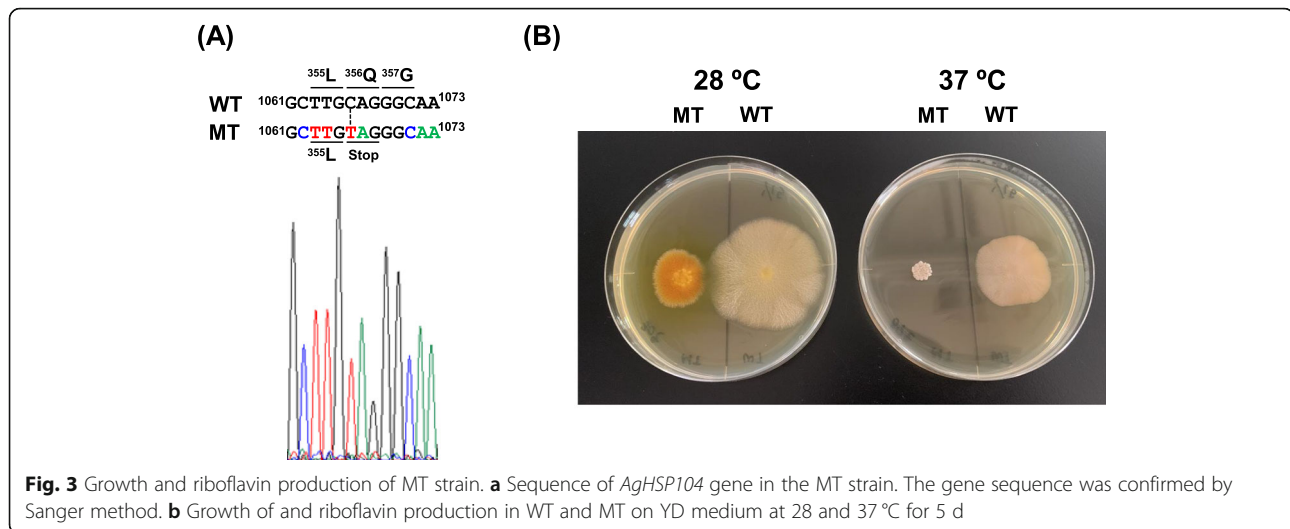 (A)
(B)
355L 356Q 357G
WT 1061GCTTGCAGGGCAA1073
MT 1061GCTTGTAGGGCAA1073
355L Stop
28 ºC
37 ºC
MT WT
MT WT
Fig. 3 Growth and riboflavin production of MT strain. a Sequence of AgHSP104 gene in the MT strain. The gene sequence was confirmed by
Sanger method. b Growth of and riboflavin production in WT and MT on YD medium at 28 and 37 °C for 5 d